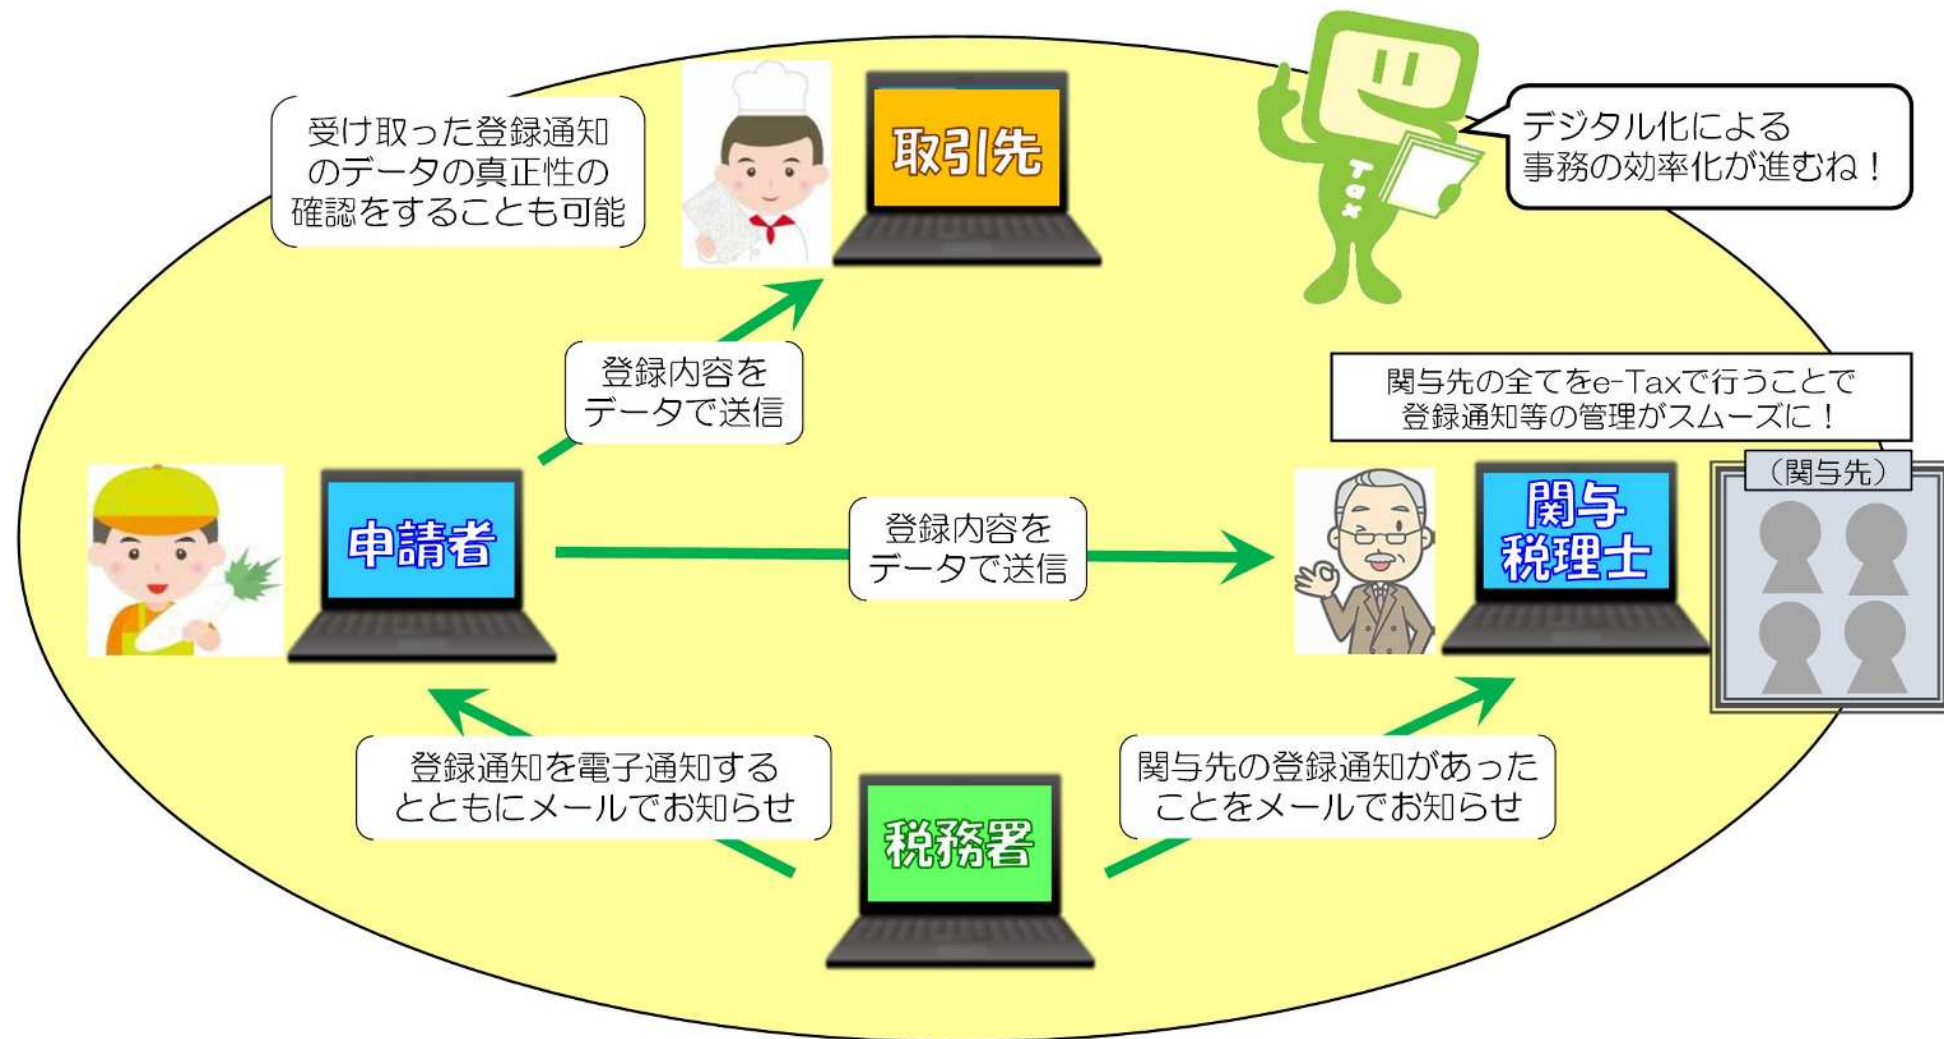 受け取った登録通知
のデータの真正性の
確認をすることも可能
取引先
デジタル化による
事務の効率化が進むね！
Tax
登録内容を
データで送信
関与先の全てをe-Taxで行うことで
登録通知等の管理がスムーズに！
申請者
登録内容を
データで送信
関与
税理士
（関与先）
登録通知を電子通知する
とともにメールでお知らせ
関与先の登録通知があった
ことをメールでお知らせ
税務署